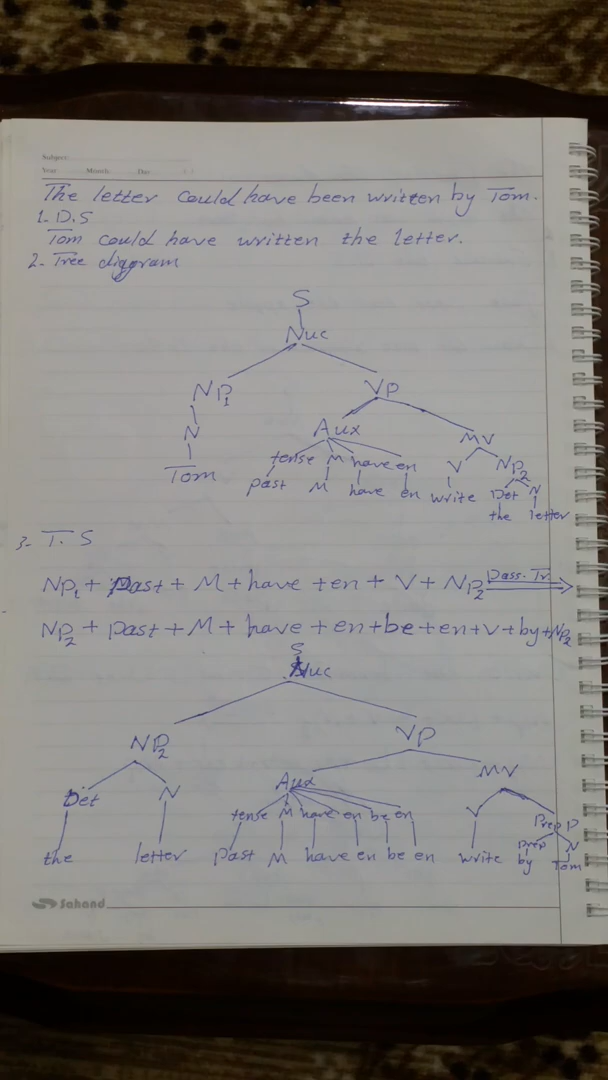 Subject:
Year Month Day
The letter could have been written by Tom.
1. D.S
Tom could have written the letter.
2- Tree diagram
S
Nuc
NP1 VP
N Aux MV
Tom tense M have en V NP2
past M have en write Det N
the letter
3- T.S
NP1 + past + M + have + en + V + NP2 Pass. Tr.
NP2 + past + M + have + en + be + en + V + by + NP2
S
Nuc
NP2 VP
Det N Aux MV
tense M have en be en V Prep P
the letter past M have en be en write Prep N
by Tom
Sahand